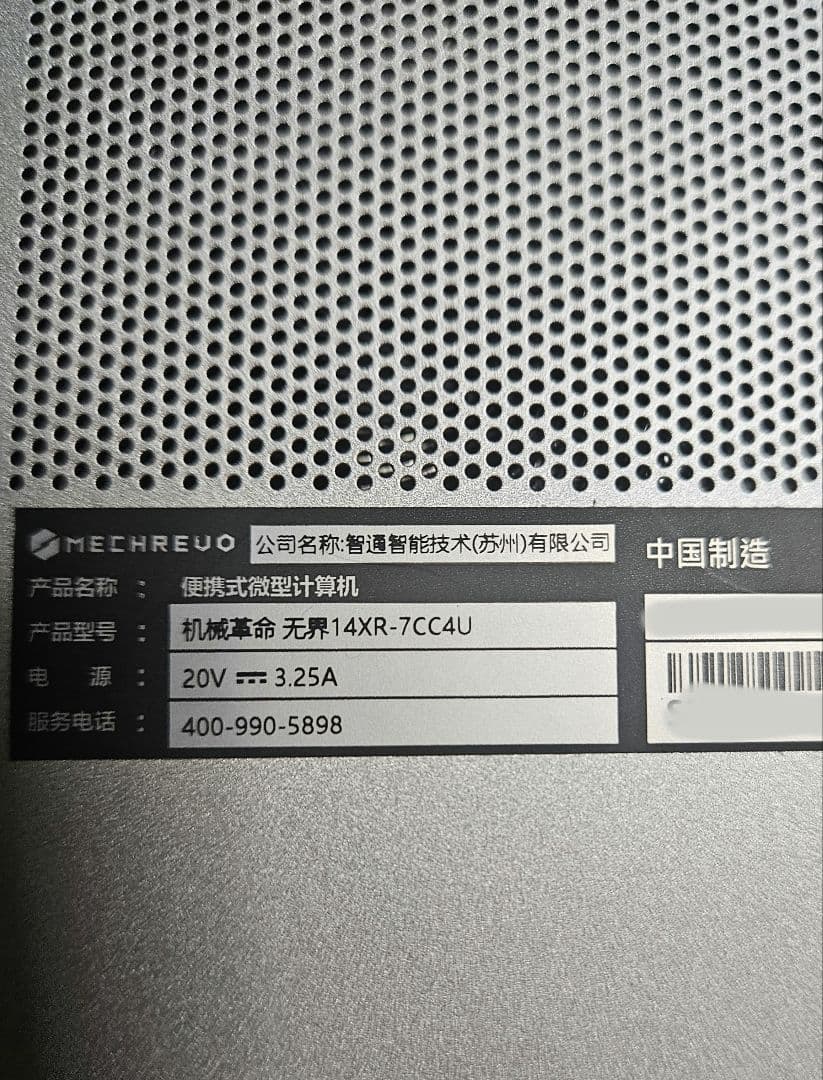 MECHREVO 公司名称:智通智能技术(苏州)有限公司
中国制造
产品名称 : 便携式微型计算机
产品型号 : 机械革命 无界14XR-7CC4U
电 源 : 20V ⎓ 3.25A
服务电话 : 400-990-5898